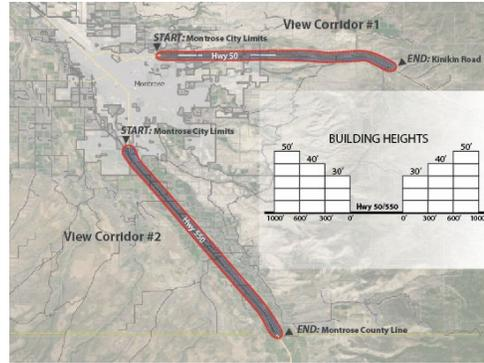 View Corridor #1
START: Montrose City Limits
Hwy 50
END: Kinikin Road
Montrose
START: Montrose City Limits
BUILDING HEIGHTS
50' 50'
40' 40'
30' 30'
Hwy 50/550
1000' 600' 300' 0' 0' 300' 600' 1000'
View Corridor #2
Hwy 550
END: Montrose County Line